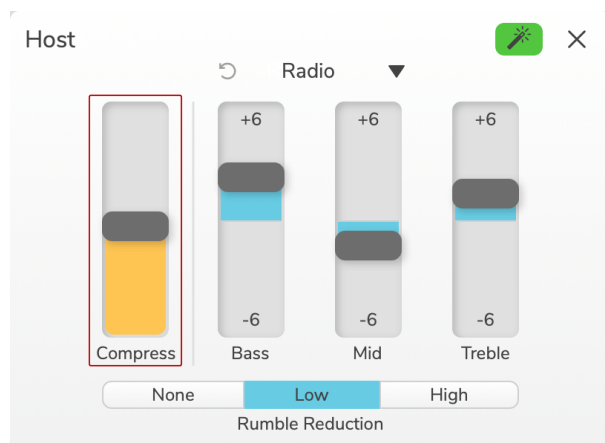 Host
Radio
+6 +6 +6
-6 -6 -6
Compress Bass Mid Treble
None Low High
Rumble Reduction